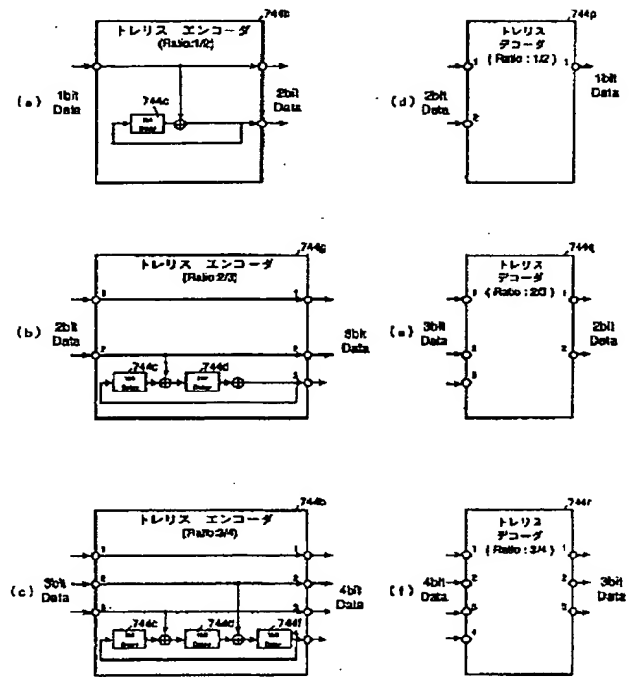 744b
トレリス エンコーダ
(Ratio:1/2)
(a)
1bit
Data
744c
2bit
Data
744p
トレリス
デコーダ
(Ratio : 1/2)
(d)
2bit
Data
1
2
1
1bit
Data
744g
トレリス エンコーダ
(Ratio:2/3)
(b)
2bit
Data
1
2
744c
744d
2
3
3bit
Data
744q
トレリス
デコーダ
(Ratio : 2/3)
(e)
3bit
Data
2
3
1
2
2bit
Data
トレリス エンコーダ
(Ratio:3/4)
(c)
3bit
Data
1
2
744c
744d
744f
1
2
3
4bit
Data
744r
トレリス
デコーダ
(Ratio : 3/4)
(f)
4bit
Data
1
2
3
4
1
2
3
3bit
Data